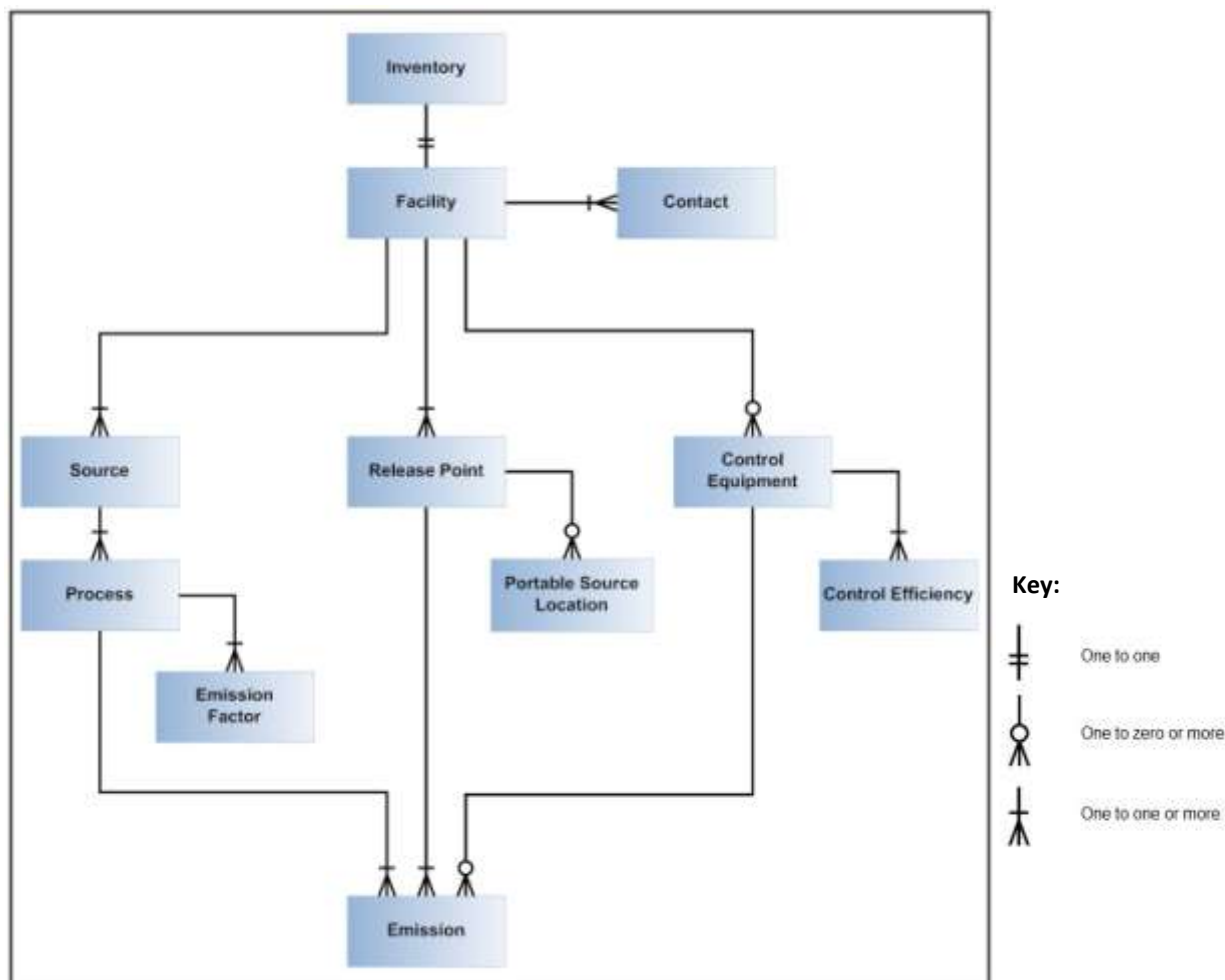 Inventory
Facility
Contact
Source
Release Point
Control
Equipment
Process
Portable Source
Location
Control Efficiency
Emission
Factor
Emission
Key:
One to one
One to zero or more
One to one or more